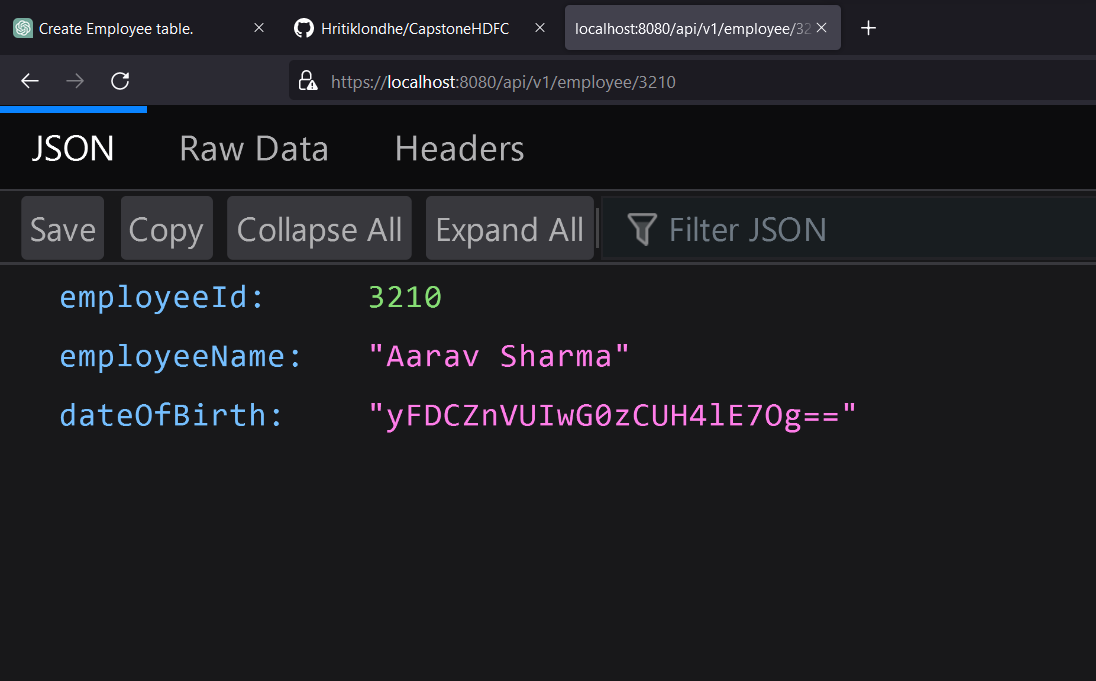 Create Employee table.
Hritiklondhe/CapstoneHDFC
localhost:8080/api/v1/employee/32
https://localhost:8080/api/v1/employee/3210
JSON Raw Data Headers
Save Copy Collapse All Expand All Filter JSON
employeeId: 3210
employeeName: "Aarav Sharma"
dateOfBirth: "yFDCZnVUIwG0zCUH4lE7Og=="